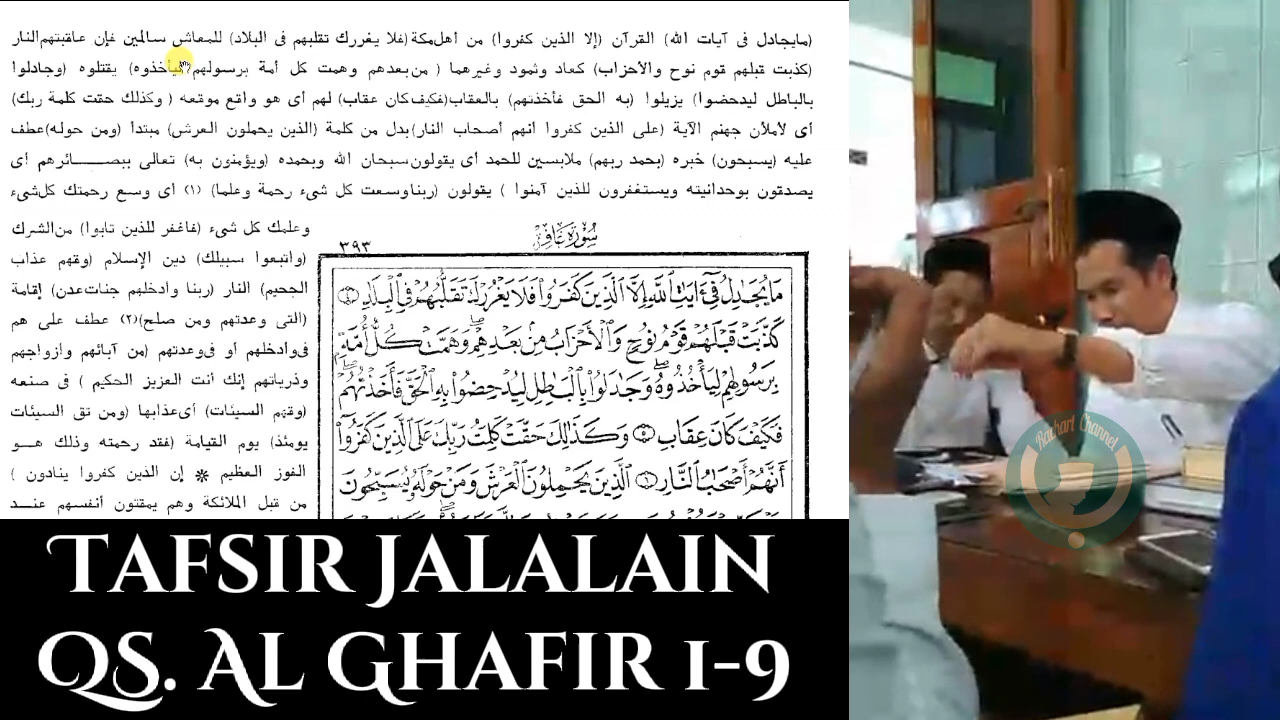 (مايجادل فى آيات الله) القرآن (إلا الذين كفروا) من أهل مكة (فلا يغررك تقلبهم فى البلاد) للمعاش سالمين فإن عاقبتهم النار
(كذبت قبلهم قوم نوح والأحزاب) كعاد وثمود وغيرهما (من بعدهم وهمت كل أمة برسولهم ليأخذوه) يقتلوه (وجادلوا
بالباطل ليدحضوا) يزيلوا (به الحق فأخذتهم) بالعقاب (فكيف كان عقاب) لهم أى هو واقع موقعه (وكذلك حقت كلمة ربك)
أى لأملأن جهنم الآية (على الذين كفروا أنهم أصحاب النار) بدل من كلمة (الذين يحملون العرش) مبتدأ (ومن حوله) عطف
عليه (يسبحون) خبره (بحمد ربهم) ملابسين للحمد أى يقولون سبحان الله وبحمده (ويؤمنون به) تعالى ببصـــائرهم أى
يصدقون بوحدانيته ويستغفرون للذين آمنوا ) يقولون (ربنا وسعت كل شىء رحمة وعلما) (١) أى وسع رحمتك كل شىء
وعلمك كل شىء (فاغفر للذين تابوا) من الشرك
(واتبعوا سبيلك) دين الإسلام (وقهم عذاب
الجحيم) النار (ربنا وادخلهم جنات عدن) إقامة
(التى وعدتهم ومن صلح) (٢) عطف على هم
فى وادخلهم أو فى وعدتهم (من آبائهم وازواجهم
وذرياتهم إنك أنت العزيز الحكيم ) فى صنعه
(وقهم السيئات) أى عذابها (ومن تق السيئات
يومئذ) يوم القيامة (فقد رحمته وذلك هــو
الفوز العظيم * إن الذين كفروا ينادون )
من قبل الملائكة وهم يمقتون أنفسهم عنــد
سورة غافر
٣٩٣
مَا يُجَادِلُ فِىٓ ءَايَٰتِ ٱللَّهِ إِلَّا ٱلَّذِينَ كَفَرُوا۟ فَلَا يَغْرُرْكَ تَقَلُّبُهُمْ فِى ٱلْبِلَٰدِ ٤
كَذَّبَتْ قَبْلَهُمْ قَوْمُ نُوحٍ وَٱلْأَحْزَابُ مِنۢ بَعْدِهِمْ وَهَمَّتْ كُلُّ أُمَّةٍۭ
بِرَسُولِهِمْ لِيَأْخُذُوهُ وَجَٰدَلُوا۟ بِٱلْبَٰطِلِ لِيُدْحِضُوا۟ بِهِ ٱلْحَقَّ فَأَخَذْتُهُمْ
فَكَيْفَ كَانَ عِقَابِ ٥ وَكَذَٰلِكَ حَقَّتْ كَلِمَتُ رَبِّكَ عَلَى ٱلَّذِينَ كَفَرُوٓا۟
أَنَّهُمْ أَصْحَٰبُ ٱلنَّارِ ٦ ٱلَّذِينَ يَحْمِلُونَ ٱلْعَرْشَ وَمَنْ حَوْلَهُۥ يُسَبِّحُونَ
TAFSIR JALALAIN
QS. AL GHAFIR 1-9
Bachart Channel